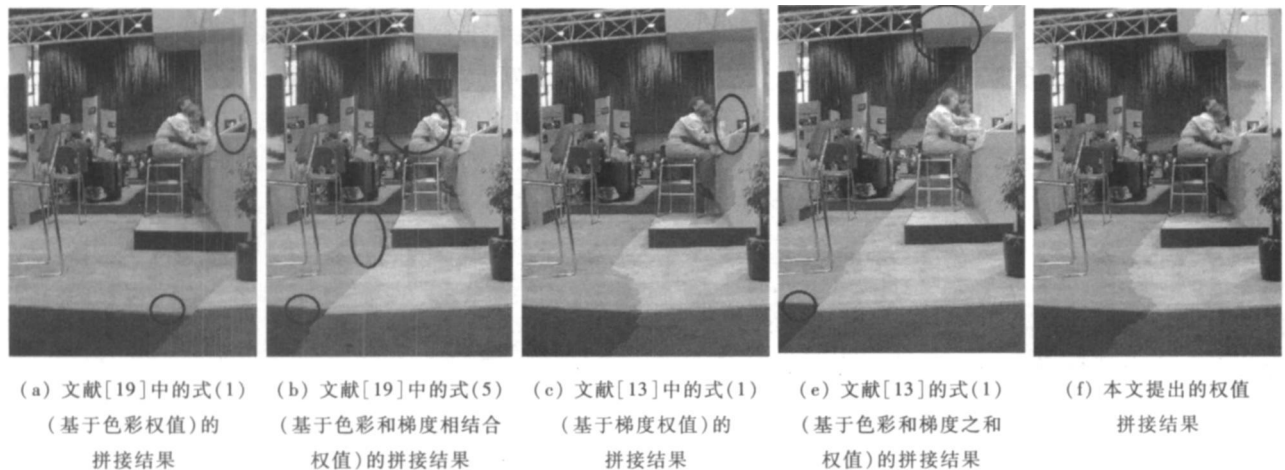 (a) 文献[19]中的式(1)
(基于色彩权值)的
拼接结果
(b) 文献[19]中的式(5)
(基于色彩和梯度相结合
权值)的拼接结果
(c) 文献[13]中的式(1)
(基于梯度权值)的
拼接结果
(e) 文献[13]的式(1)
(基于色彩和梯度之和
权值)的拼接结果
(f) 本文提出的权值
拼接结果